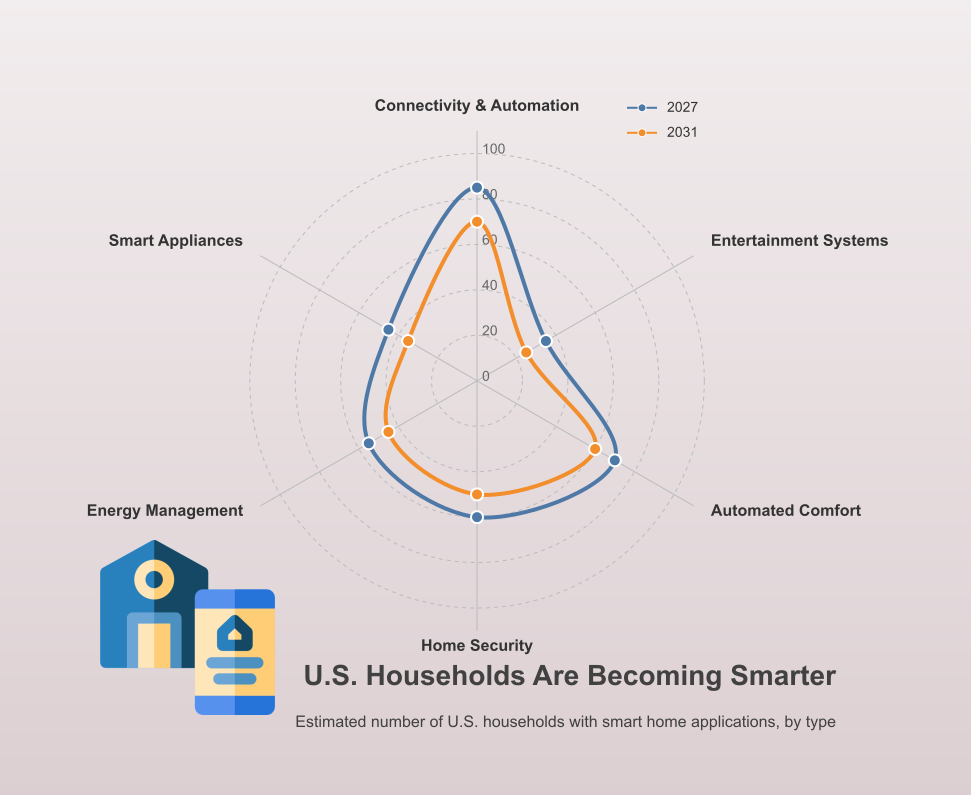 Connectivity & Automation
2027
2031
100
80
60
40
20
0
Smart Appliances
Entertainment Systems
Energy Management
Automated Comfort
Home Security
U.S. Households Are Becoming Smarter
Estimated number of U.S. households with smart home applications, by type